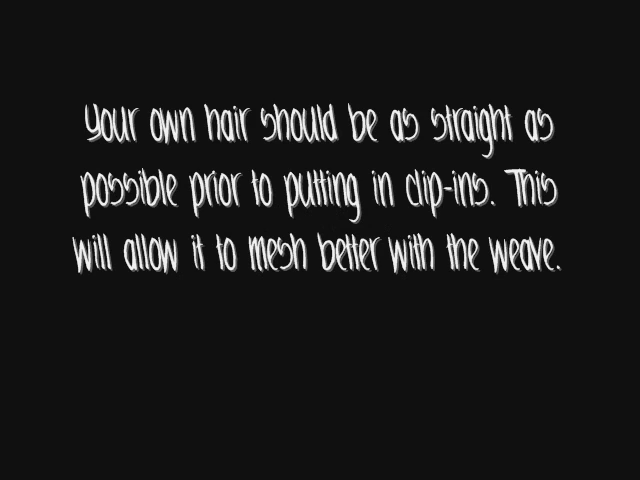 Your own hair should be as straight as
possible prior to putting in clip-ins. This
will allow it to mesh better with the weave.